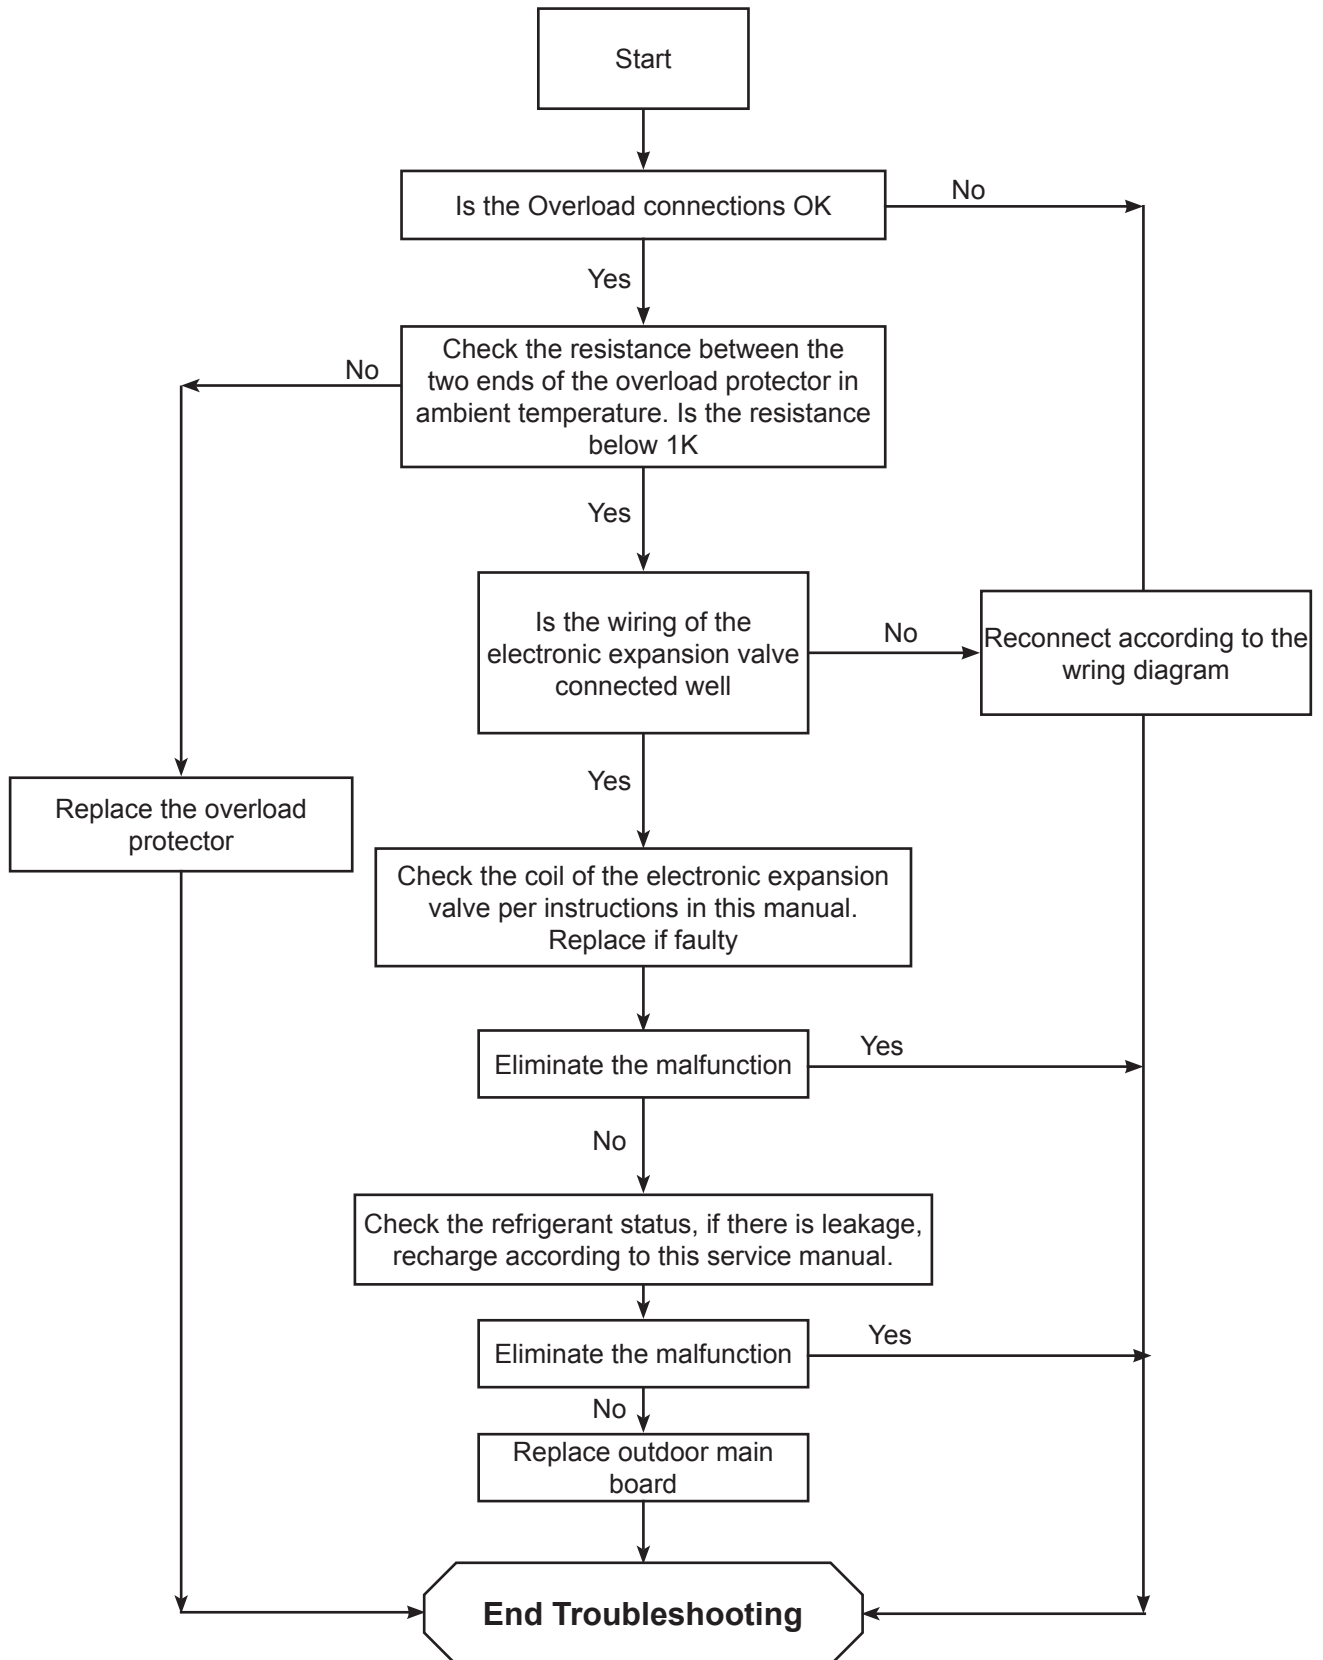 Start
Is the Overload connections OK
No
Yes
Check the resistance between the
two ends of the overload protector in
ambient temperature. Is the resistance
below 1K
No
Yes
Is the wiring of the
electronic expansion valve
connected well
No
Reconnect according to the
wring diagram
Yes
Replace the overload
protector
Check the coil of the electronic expansion
valve per instructions in this manual.
Replace if faulty
Eliminate the malfunction
Yes
No
Check the refrigerant status, if there is leakage,
recharge according to this service manual.
Eliminate the malfunction
Yes
No
Replace outdoor main
board
End Troubleshooting